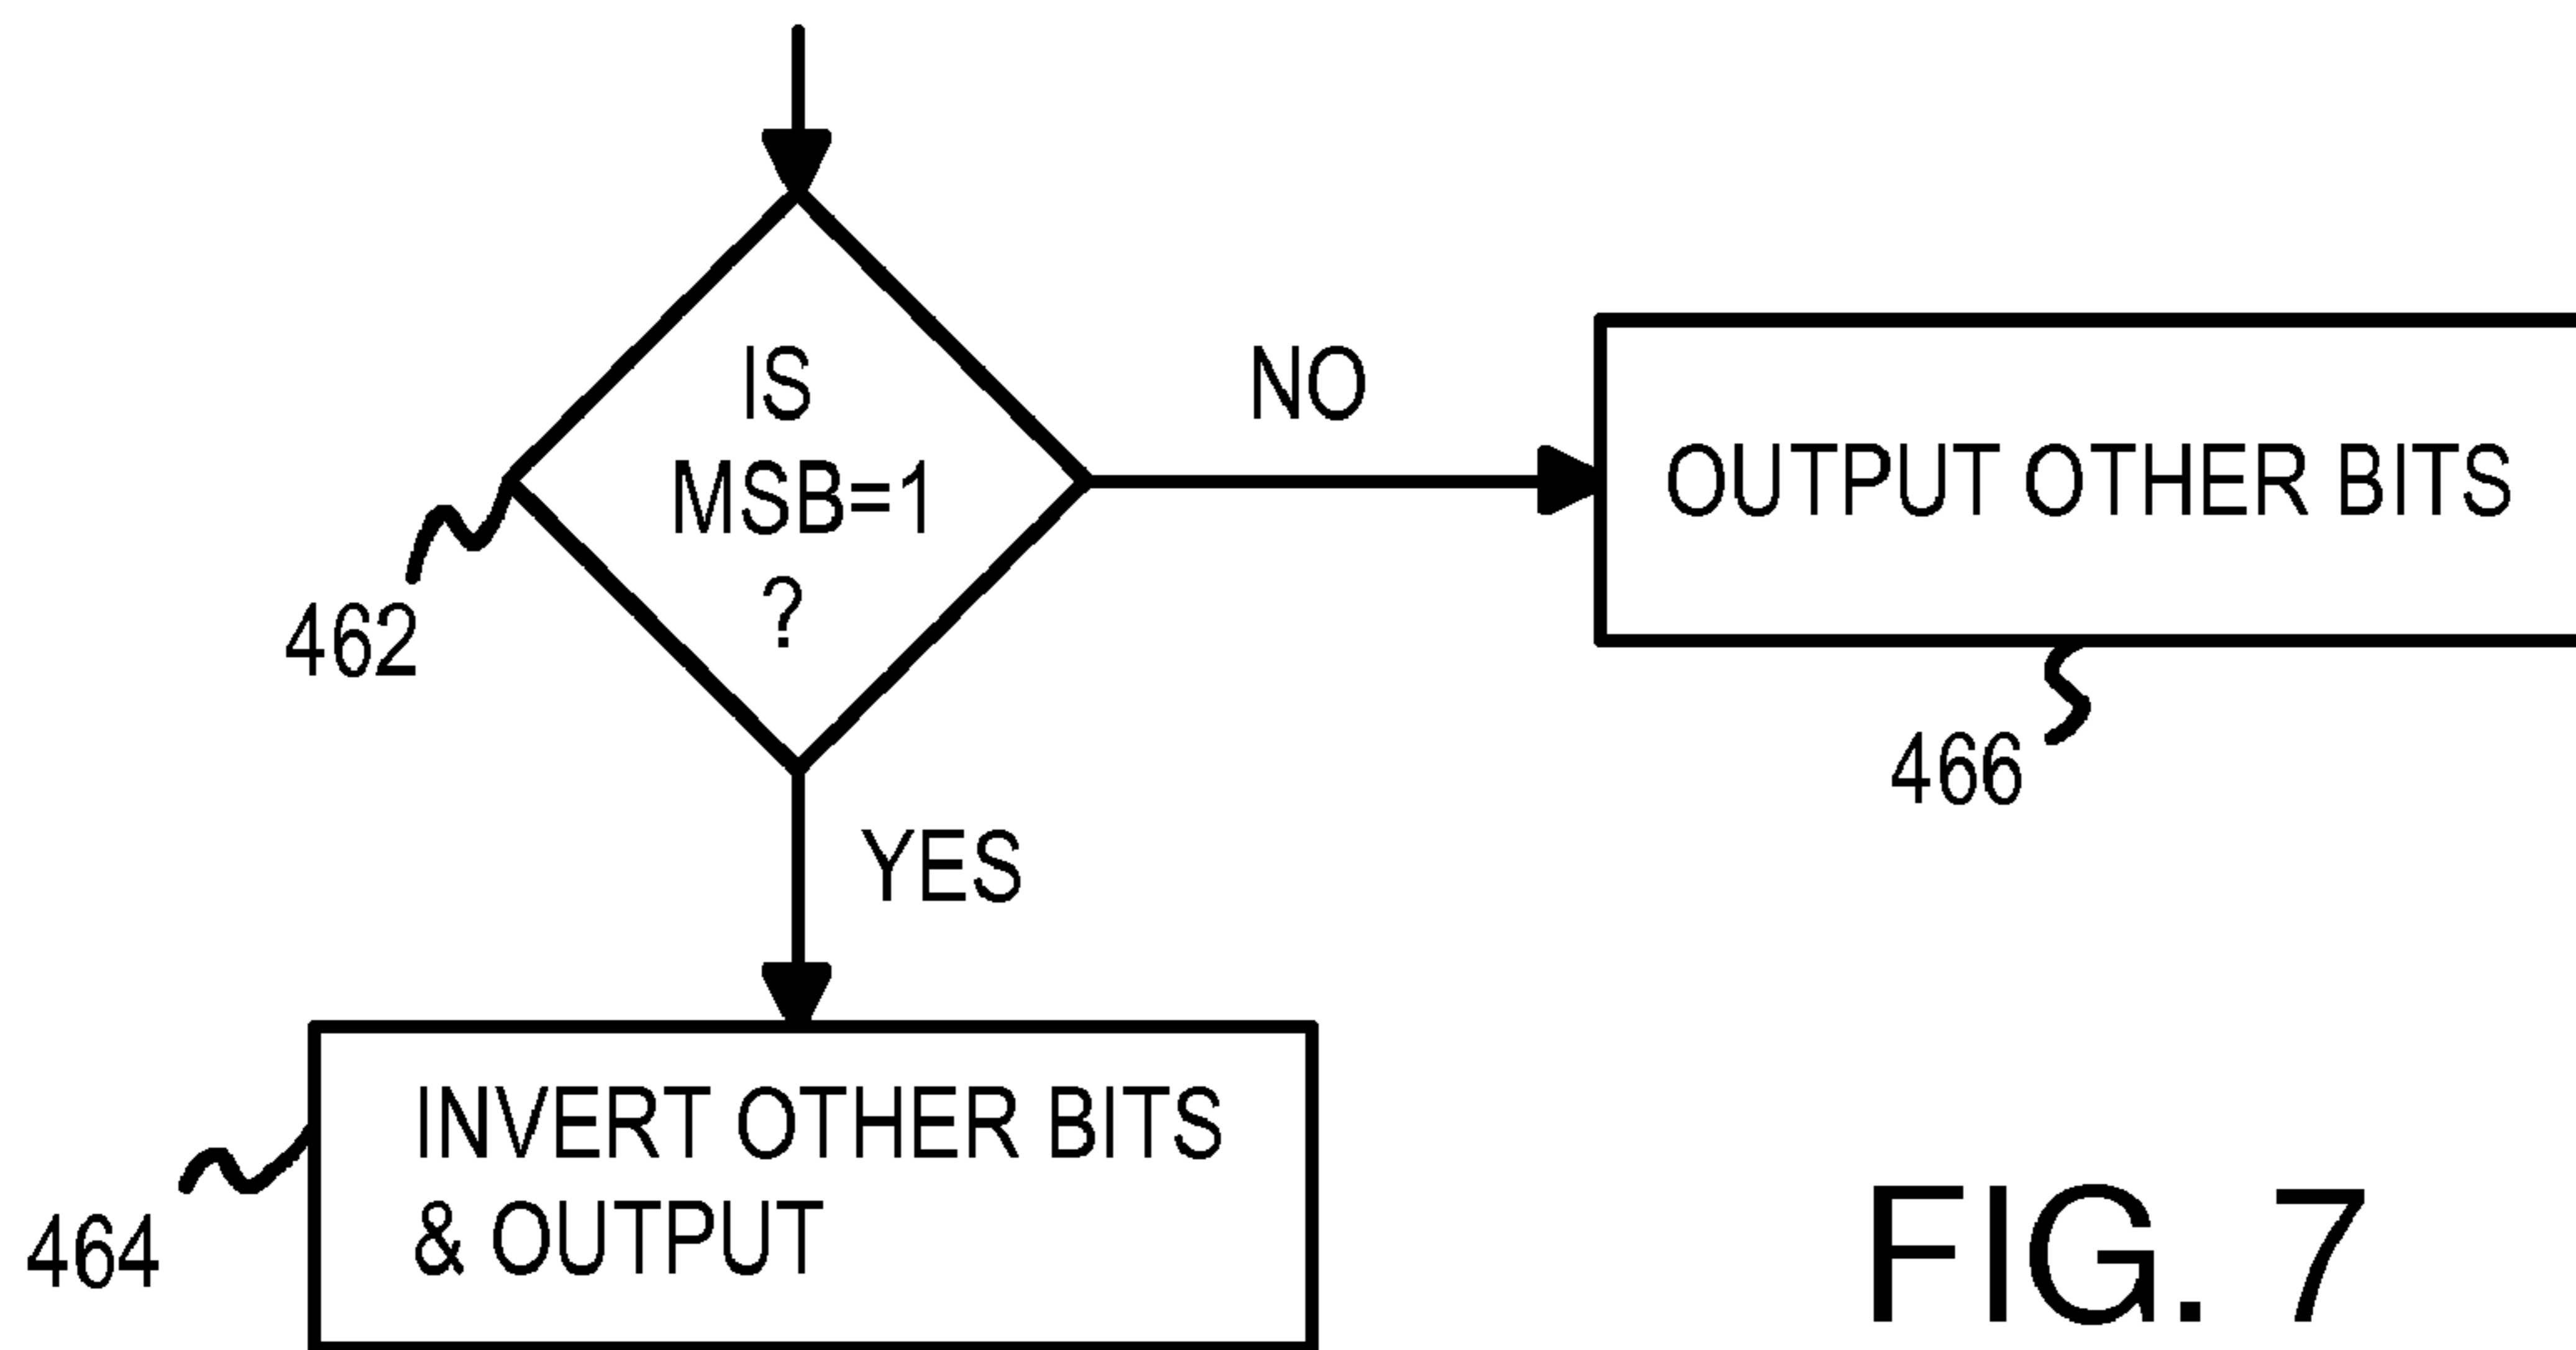 IS
MSB=1
?
NO
OUTPUT OTHER BITS
462
466
YES
INVERT OTHER BITS
& OUTPUT
464
FIG. 7